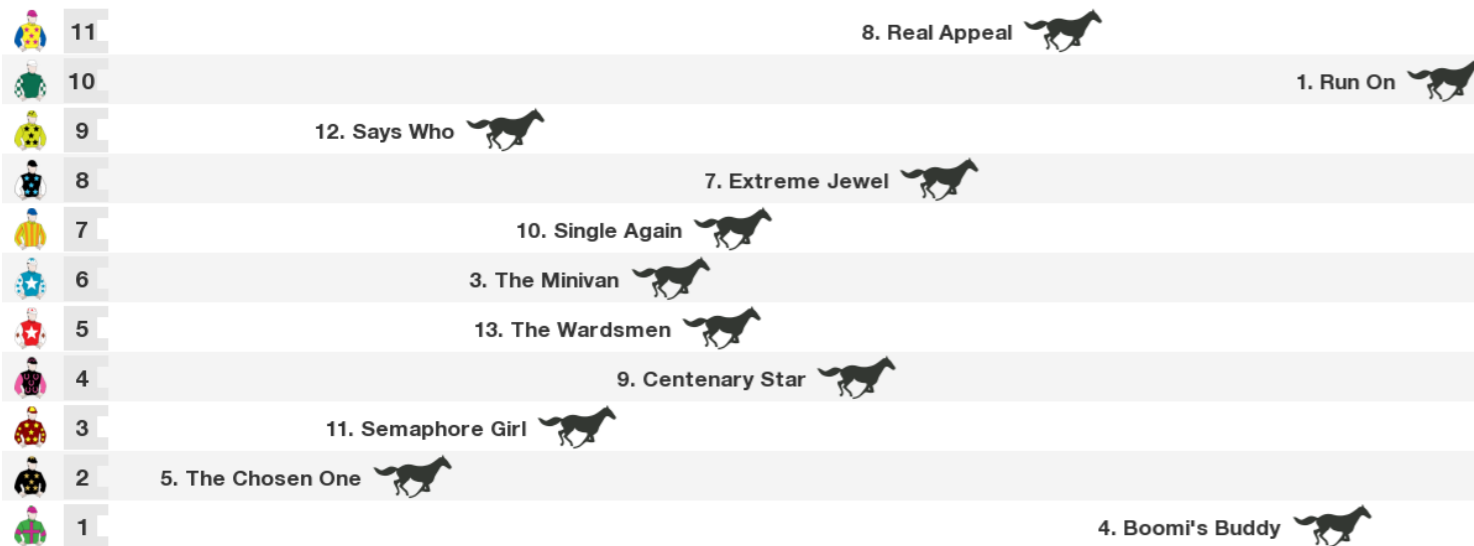 11 8. Real Appeal
10 1. Run On
9 12. Says Who
8 7. Extreme Jewel
7 10. Single Again
6 3. The Minivan
5 13. The Wardsmen
4 9. Centenary Star
3 11. Semaphore Girl
2 5. The Chosen One
1 4. Boomi's Buddy